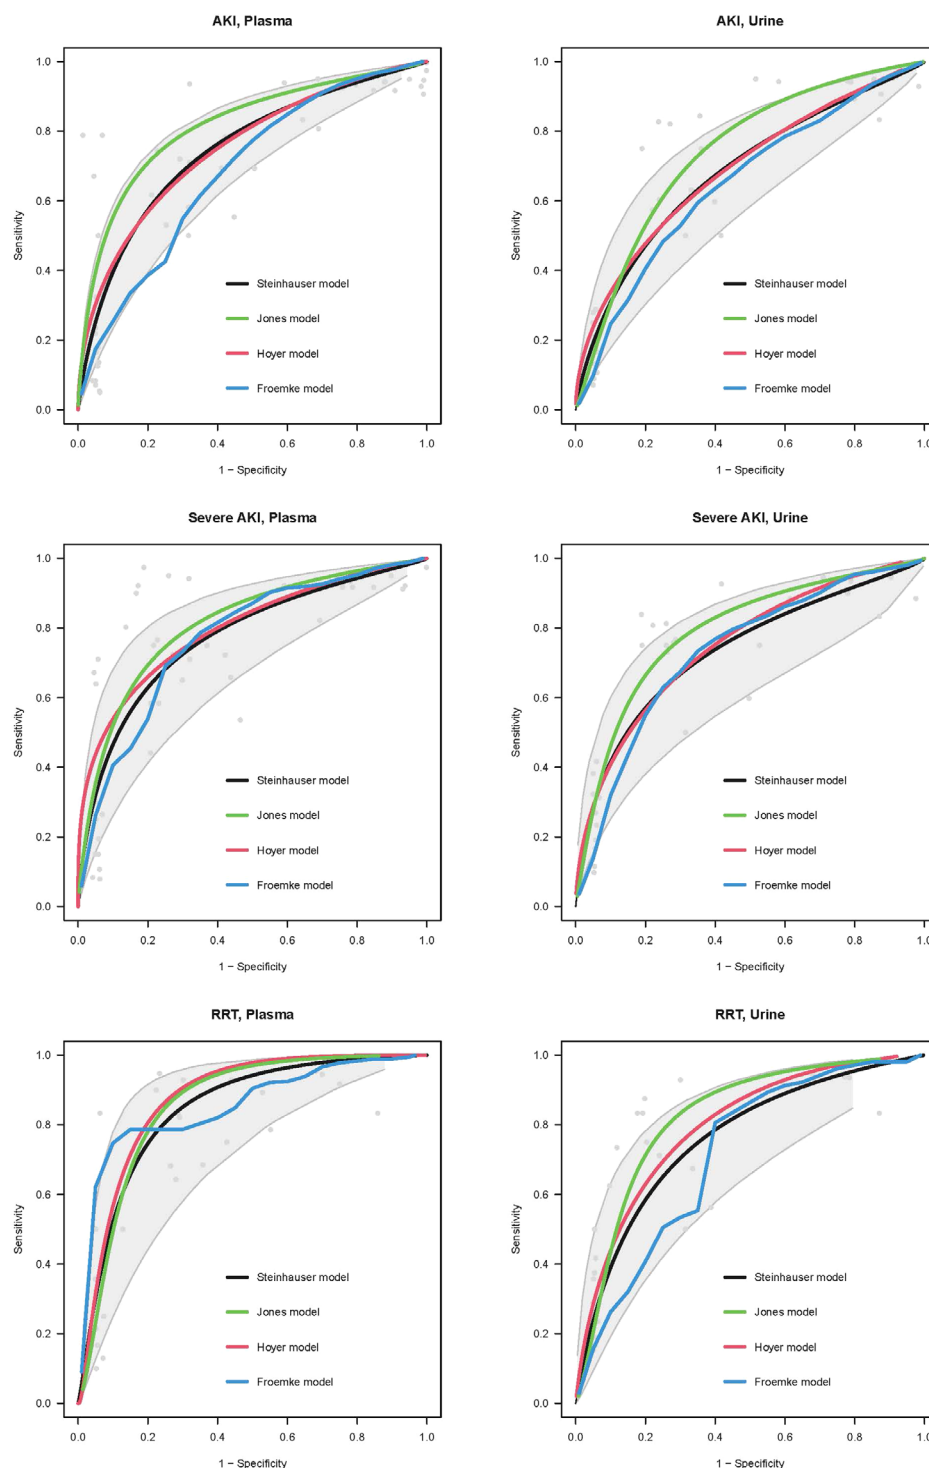 AKI, Plasma
1.0
0.8
0.6
0.4
0.2
0.0
Sensitivity
Steinhauser model
Jones model
Hoyer model
Froemke model
0.0 0.2 0.4 0.6 0.8 1.0
1 − Specificity
AKI, Urine
1.0
0.8
0.6
0.4
0.2
0.0
Sensitivity
Steinhauser model
Jones model
Hoyer model
Froemke model
0.0 0.2 0.4 0.6 0.8 1.0
1 − Specificity
Severe AKI, Plasma
1.0
0.8
0.6
0.4
0.2
0.0
Sensitivity
Steinhauser model
Jones model
Hoyer model
Froemke model
0.0 0.2 0.4 0.6 0.8 1.0
1 − Specificity
Severe AKI, Urine
1.0
0.8
0.6
0.4
0.2
0.0
Sensitivity
Steinhauser model
Jones model
Hoyer model
Froemke model
0.0 0.2 0.4 0.6 0.8 1.0
1 − Specificity
RRT, Plasma
1.0
0.8
0.6
0.4
0.2
0.0
Sensitivity
Steinhauser model
Jones model
Hoyer model
Froemke model
0.0 0.2 0.4 0.6 0.8 1.0
1 − Specificity
RRT, Urine
1.0
0.8
0.6
0.4
0.2
0.0
Sensitivity
Steinhauser model
Jones model
Hoyer model
Froemke model
0.0 0.2 0.4 0.6 0.8 1.0
1 − Specificity